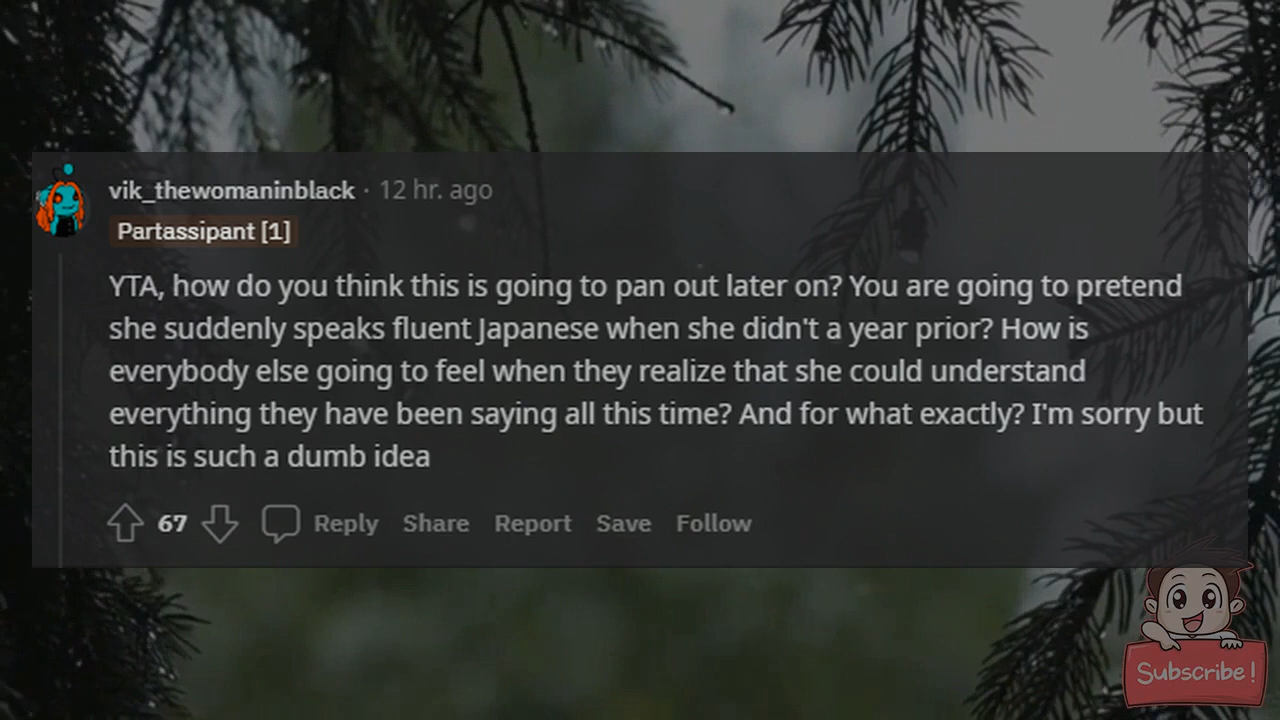 vik_thewomaninblack · 12 hr. ago
Partassipant [1]
YTA, how do you think this is going to pan out later on? You are going to pretend
she suddenly speaks fluent Japanese when she didn't a year prior? How is
everybody else going to feel when they realize that she could understand
everything they have been saying all this time? And for what exactly? I'm sorry but
this is such a dumb idea
67 Reply Share Report Save Follow
Subscribe!